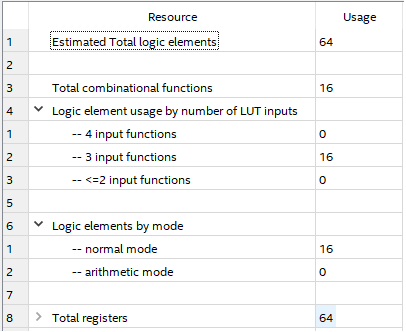 Resource Usage
1 Estimated Total logic elements 64
2
3 Total combinational functions 16
4 Logic element usage by number of LUT inputs
1 -- 4 input functions 0
2 -- 3 input functions 16
3 -- <=2 input functions 0
5
6 Logic elements by mode
1 -- normal mode 16
2 -- arithmetic mode 0
7
8 Total registers 64